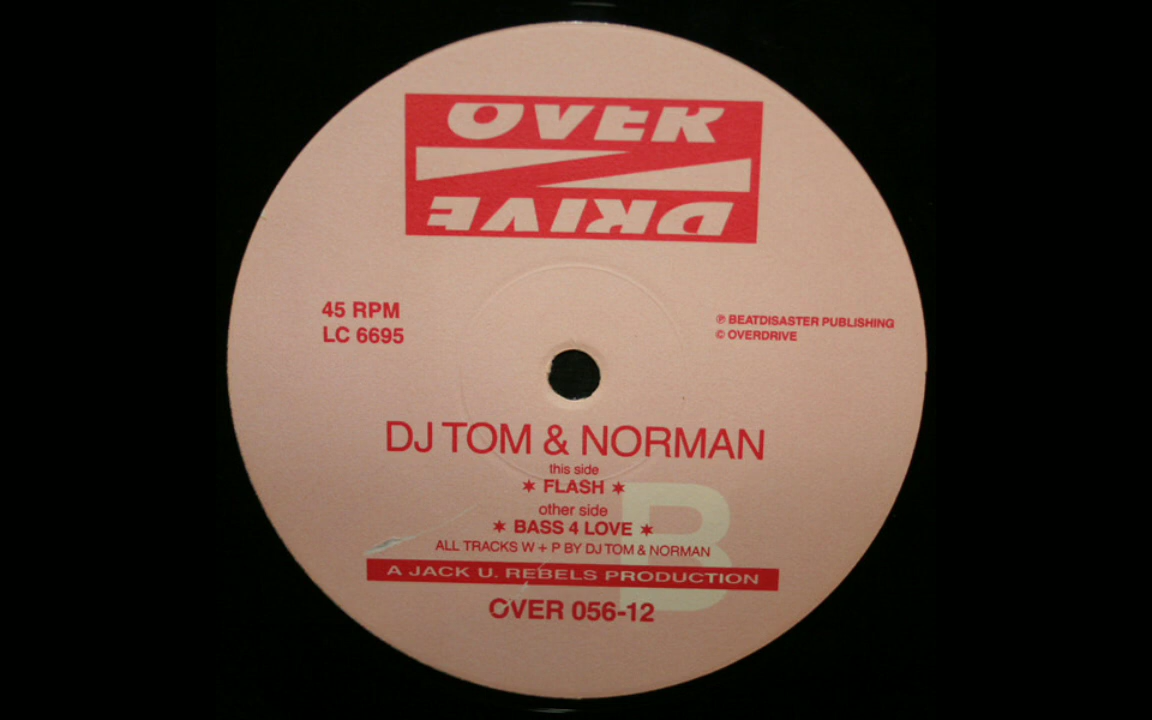 OVER
DRIVE
45 RPM
LC 6695
℗ BEATDISASTER PUBLISHING
© OVERDRIVE
DJ TOM & NORMAN
this side
✶ FLASH ✶
other side
✶ BASS 4 LOVE ✶
ALL TRACKS W + P BY DJ TOM & NORMAN
B
A JACK U. REBELS PRODUCTION
OVER 056-12